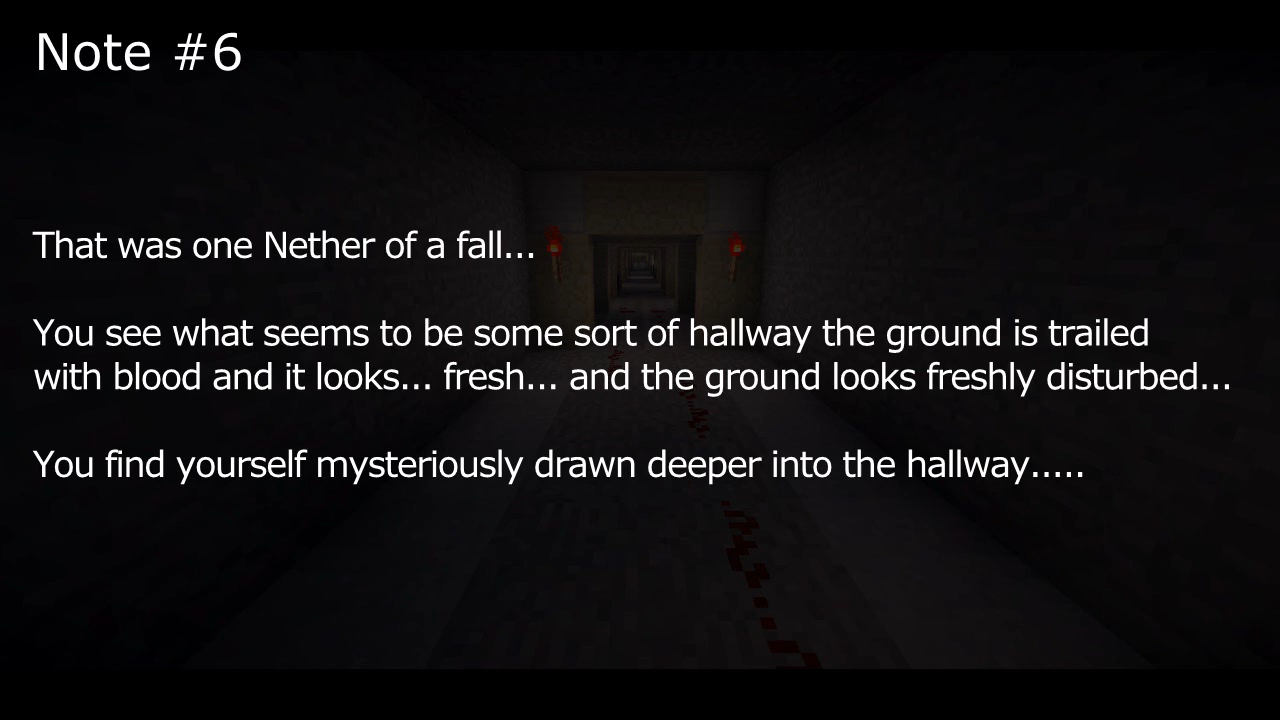 Note #6
That was one Nether of a fall...
You see what seems to be some sort of hallway the ground is trailed
with blood and it looks... fresh... and the ground looks freshly disturbed...
You find yourself mysteriously drawn deeper into the hallway.....